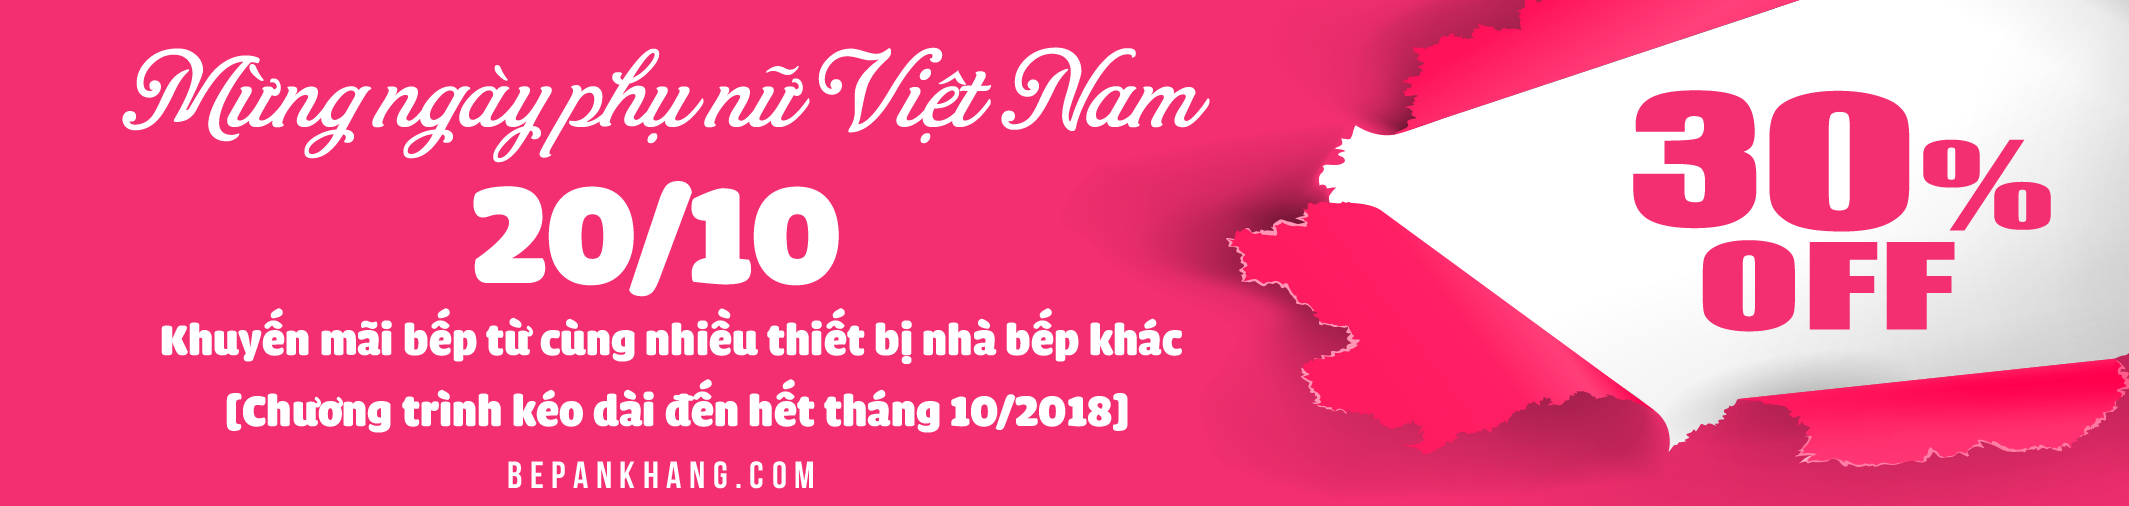 Mừng ngày phụ nữ Việt Nam
20/10
Khuyến mãi bếp từ cùng nhiều thiết bị nhà bếp khác
(Chương trình kéo dài đến hết tháng 10/2018)
BEPANKHANG.COM
30%
OFF